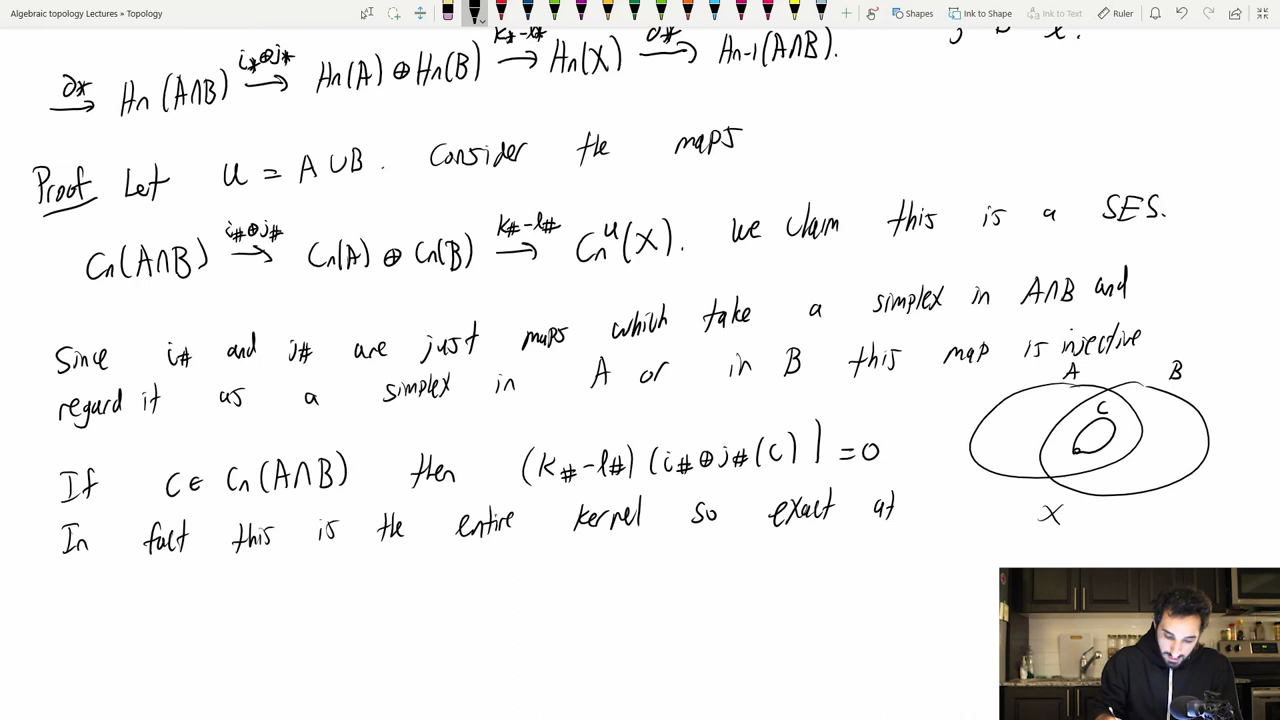 Algebraic topology Lectures » Topology
Shapes Ink to Shape Ink to Text Ruler
∂* → Hn(A∩B) i*⊕j* → Hn(A) ⊕ Hn(B) k*-l* → Hn(X) ∂* → Hn-1(A∩B).
Proof Let U = A∪B. Consider the maps
Cn(A∩B) i#⊕j# → Cn(A) ⊕ Cn(B) k#-l# → Cn^U(X). We claim this is a SES.
Since i# and j# are just maps which take a simplex in A∩B and
regard it as a simplex in A or in B this map is injective
A B
C
If C ∈ Cn(A∩B) then (k#-l#)(i#⊕j#(C)) = 0
In fact this is the entire kernel so exact at
X